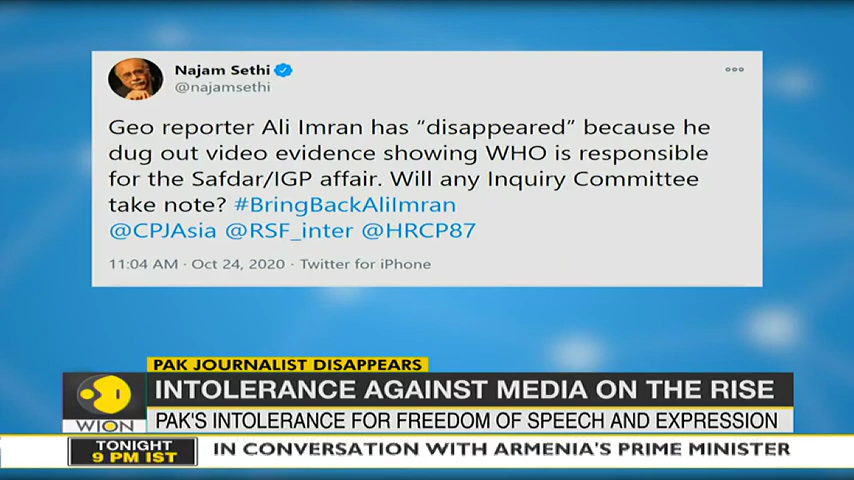 Najam Sethi
@najamsethi
Geo reporter Ali Imran has “disappeared” because he
dug out video evidence showing WHO is responsible
for the Safdar/IGP affair. Will any Inquiry Committee
take note? #BringBackAliImran
@CPJAsia @RSF_inter @HRCP87
11:04 AM · Oct 24, 2020 · Twitter for iPhone
PAK JOURNALIST DISAPPEARS
INTOLERANCE AGAINST MEDIA ON THE RISE
PAK'S INTOLERANCE FOR FREEDOM OF SPEECH AND EXPRESSION
WION
TONIGHT
9 PM IST
IN CONVERSATION WITH ARMENIA'S PRIME MINISTER